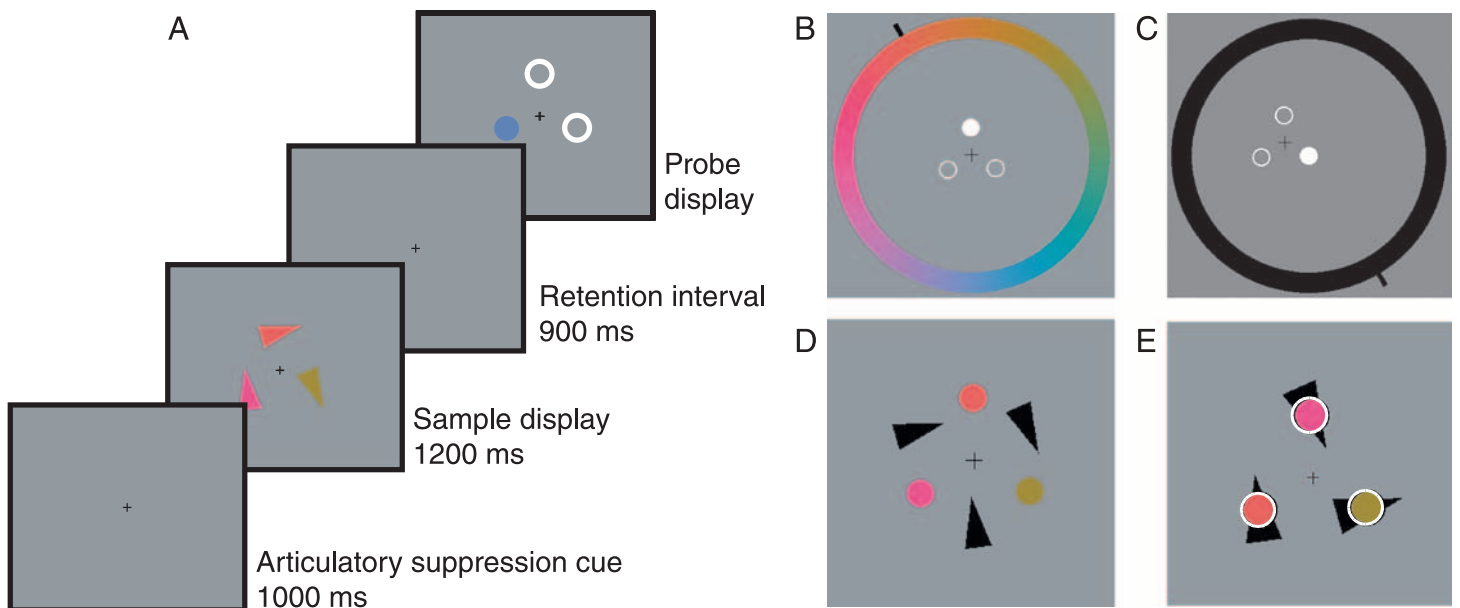 A
Probe
display
Retention interval
900 ms
Sample display
1200 ms
Articulatory suppression cue
1000 ms
B
C
D
E